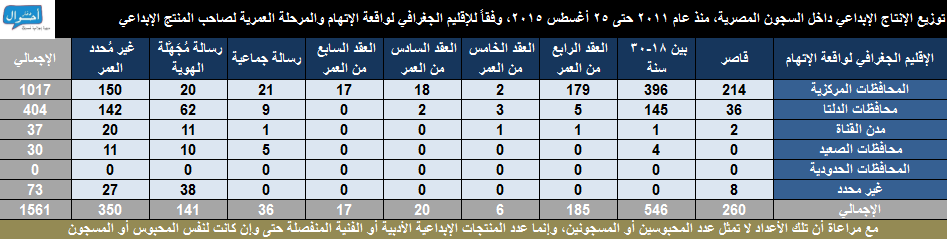 توزيع الإنتاج الإبداعي داخل السجون المصرية، منذ عام ٢٠١١ حتى ٢٥ أغسطس ٢٠١٥، وفقاً للإقليم الجغرافي لواقعة الإتهام والمرحلة العمرية لصاحب المنتج الإبداعي
الإقليم الجغرافي لواقعة الإتهام قاصر بين ١٨-٣٠ سنة العقد الرابع من العمر العقد الخامس من العمر العقد السادس من العمر العقد السابع من العمر رسالة جماعية رسالة مُجَهَّلة الهوية غير مُحدد العمر الإجمالي
المحافظات المركزية 214 396 179 2 18 17 21 20 150 1017
محافظات الدلتا 36 145 5 3 2 0 9 62 142 404
مدن القناة 2 1 1 1 0 0 1 11 20 37
محافظات الصعيد 0 4 0 0 0 0 5 10 11 30
المحافظات الحدودية 0 0 0 0 0 0 0 0 0 0
غير محدد 8 0 0 0 0 0 0 38 27 73
الإجمالي 260 546 185 6 20 17 36 141 350 1561
مع مراعاة أن تلك الأعداد لا تمثل عدد المحبوسين أو المسجونين، وإنما عدد المنتجات الإبداعية الأدبية أو الفنية المنفصلة حتى وإن كانت لنفس المحبوس أو المسجون